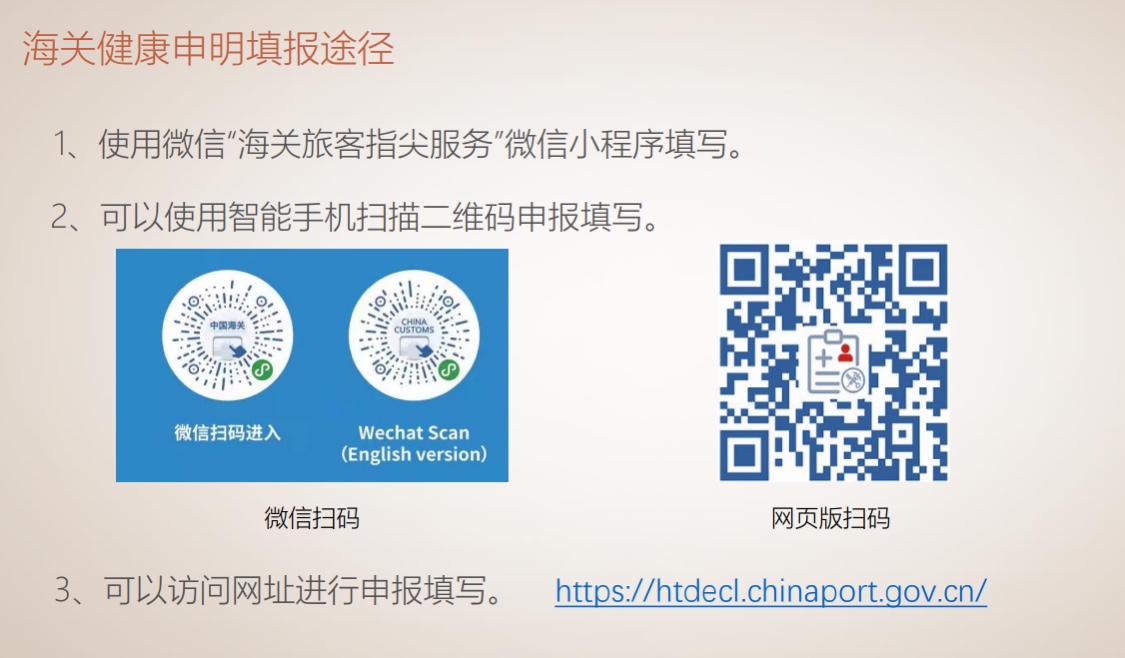 海关健康申明填报途径
1、使用微信“海关旅客指尖服务”微信小程序填写。
2、可以使用智能手机扫描二维码申报填写。
中国海关
CHINA
CUSTOMS
微信扫码进入
Wechat Scan
（English version）
微信扫码
网页版扫码
3、可以访问网址进行申报填写。 https://htdecl.chinaport.gov.cn/